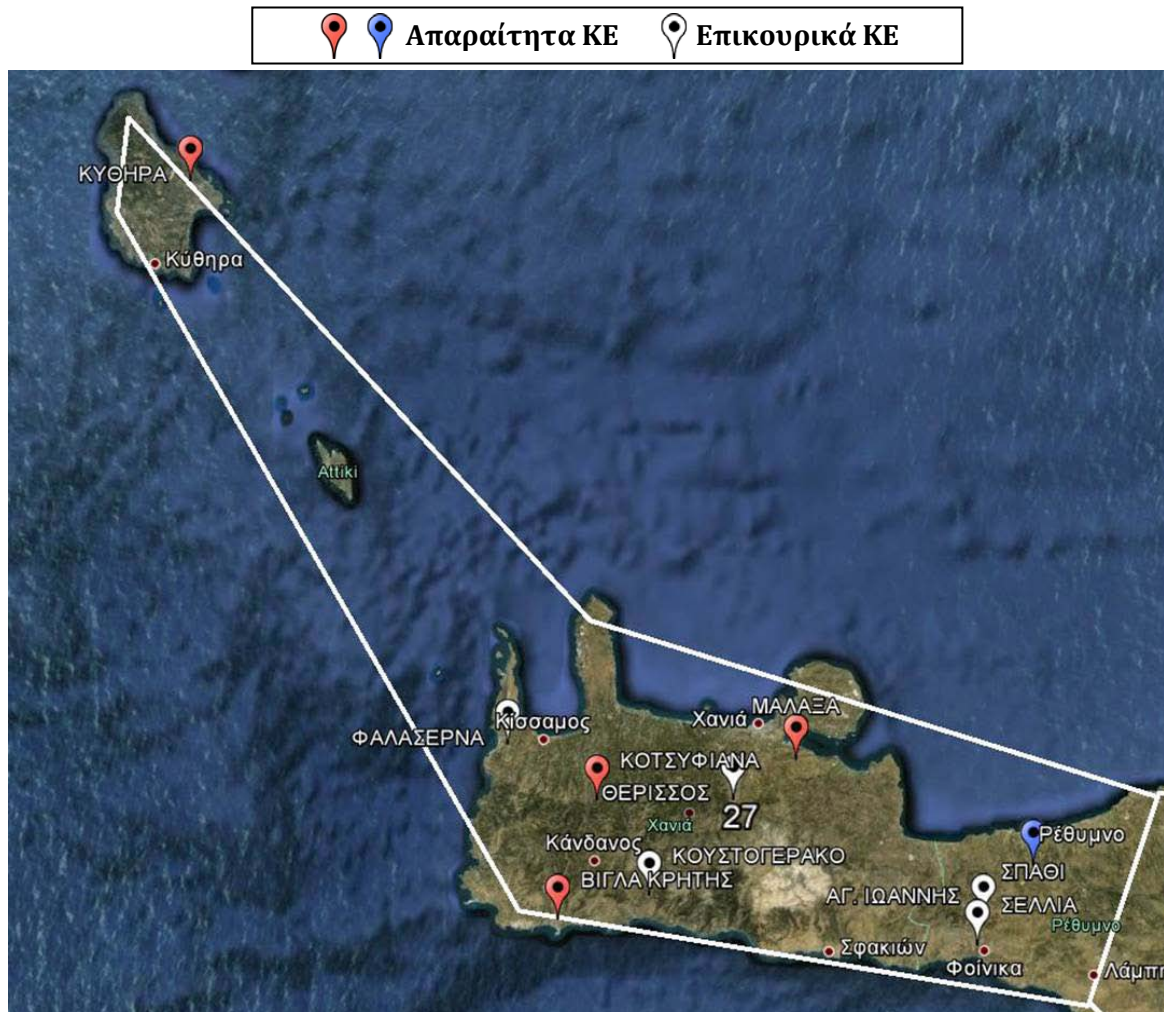 Απαραίτητα ΚΕ Επικουρικά ΚΕ
ΚΥΘΗΡΑ
Κύθηρα
Attiki
Χανιά ΜΑΛΑΞΑ
ΦΑΛΑΣΕΡΝΑ Κίσσαμος
ΚΟΤΣΥΦΙΑΝΑ
ΘΕΡΙΣΣΟΣ
Χανιά 27
Ρέθυμνο
Κάνδανος ΚΟΥΣΤΟΓΕΡΑΚΟ
ΣΠΑΘΙ
ΒΙΓΛΑ ΚΡΗΤΗΣ
ΑΓ. ΙΩΑΝΝΗΣ ΣΕΛΛΙΑ
Ρέθυμνο
Σφακιών Φοίνικα
Λάμπη